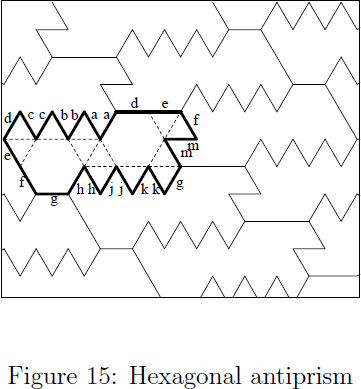 d e
d c c b b a a f
m
e m
f g
g h h j j k k
Figure 15: Hexagonal antiprism